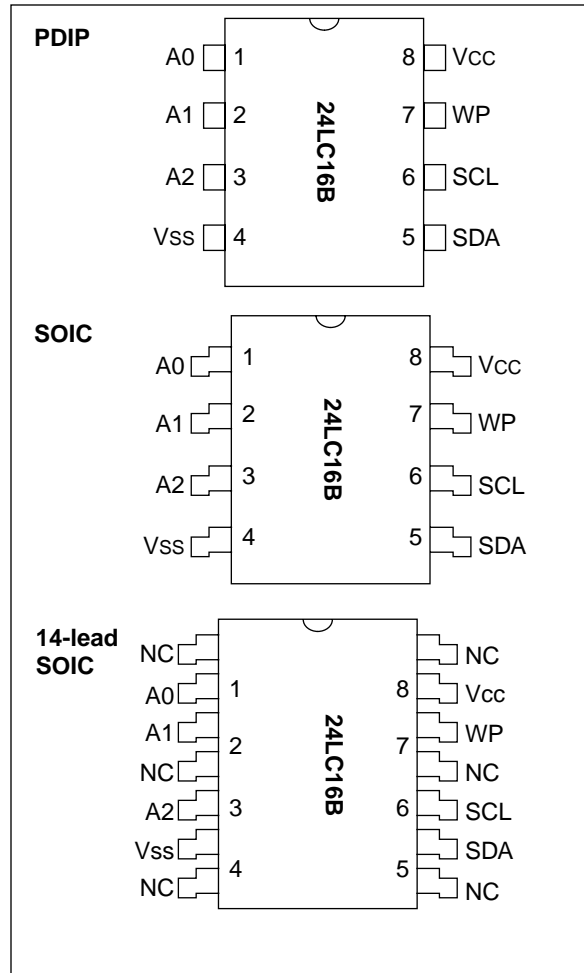 PDIP
A0 1 8 VCC
A1 2 7 WP
A2 3 6 SCL
VSS 4 5 SDA
24LC16B
SOIC
A0 1 8 VCC
A1 2 7 WP
A2 3 6 SCL
VSS 4 5 SDA
24LC16B
14-lead
SOIC
NC NC
A0 1 8 VCC
A1 WP
NC 2 7 NC
A2 3 6 SCL
VSS SDA
NC 4 5 NC
24LC16B